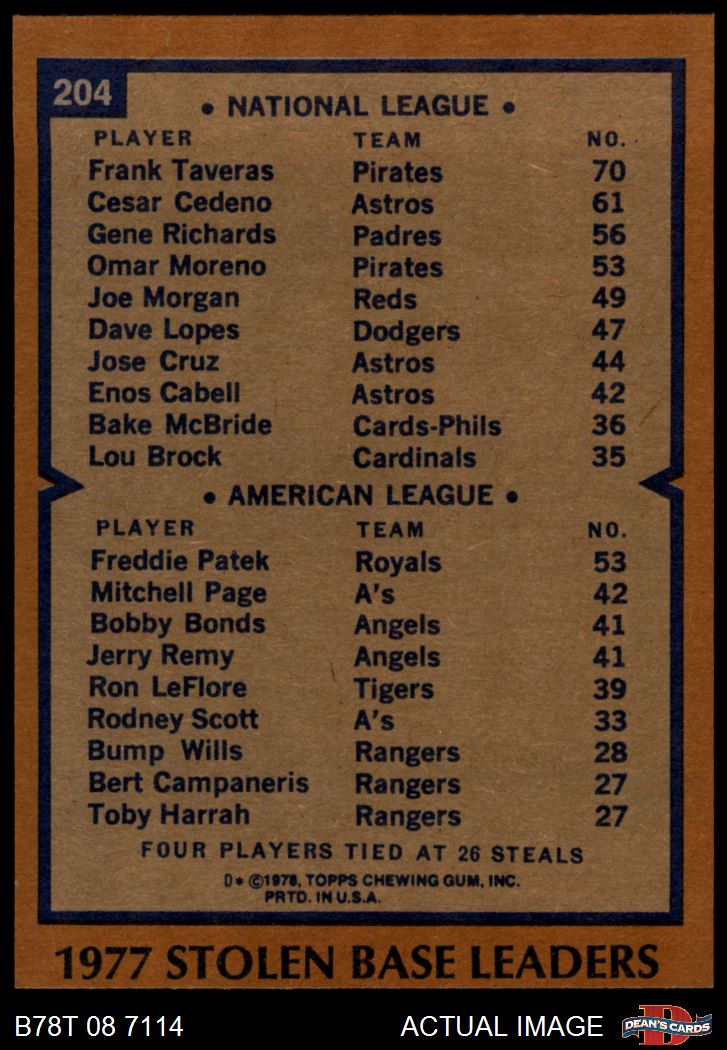 204
• NATIONAL LEAGUE •
PLAYER TEAM NO.
Frank Taveras Pirates 70
Cesar Cedeno Astros 61
Gene Richards Padres 56
Omar Moreno Pirates 53
Joe Morgan Reds 49
Dave Lopes Dodgers 47
Jose Cruz Astros 44
Enos Cabell Astros 42
Bake McBride Cards-Phils 36
Lou Brock Cardinals 35
• AMERICAN LEAGUE •
PLAYER TEAM NO.
Freddie Patek Royals 53
Mitchell Page A's 42
Bobby Bonds Angels 41
Jerry Remy Angels 41
Ron LeFlore Tigers 39
Rodney Scott A's 33
Bump Wills Rangers 28
Bert Campaneris Rangers 27
Toby Harrah Rangers 27
FOUR PLAYERS TIED AT 26 STEALS
D* ©1978, TOPPS CHEWING GUM, INC.
PRTD. IN U.S.A.
1977 STOLEN BASE LEADERS
B78T 08 7114 ACTUAL IMAGE D DEAN'S CARDS